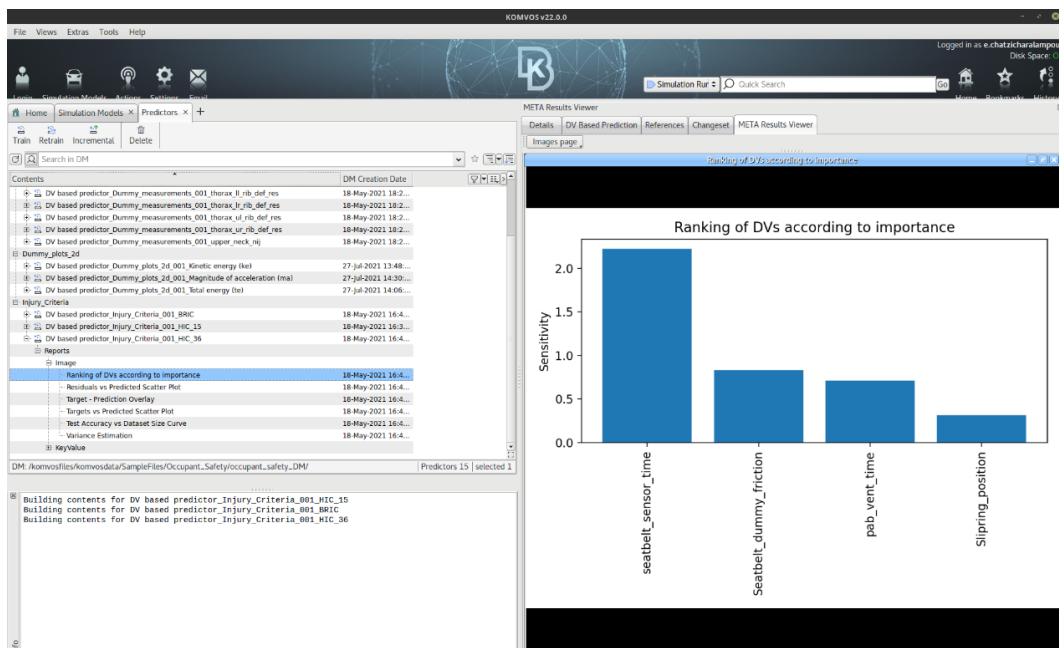 KOMVOS v22.0.0
File Views Extras Tools Help
Logged in as e.chatzicharalampou
Disk Space:
K
Login Simulation Models Actions Settings Email
Simulation Run Quick Search Go
Home Bookmarks History
Home Simulation Models × Predictors × +
Train Retrain Incremental Delete
Search in DM
Contents DM Creation Date
DV based predictor_Dummy_measurements_001_thorax_ll_rib_def_res 18-May-2021 18:2...
DV based predictor_Dummy_measurements_001_thorax_lr_rib_def_res 18-May-2021 18:2...
DV based predictor_Dummy_measurements_001_thorax_ul_rib_def_res 18-May-2021 18:2...
DV based predictor_Dummy_measurements_001_thorax_ur_rib_def_res 18-May-2021 18:2...
DV based predictor_Dummy_measurements_001_upper_neck_nij 18-May-2021 18:2...
Dummy_plots_2d
DV based predictor_Dummy_plots_2d_001_Kinetic energy (ke) 27-Jul-2021 13:48:...
DV based predictor_Dummy_plots_2d_001_Magnitude of acceleration (ma) 27-Jul-2021 14:30:...
DV based predictor_Dummy_plots_2d_001_Total energy (te) 27-Jul-2021 14:06:...
Injury_Criteria
DV based predictor_Injury_Criteria_001_BRIC 18-May-2021 16:4...
DV based predictor_Injury_Criteria_001_HIC_15 18-May-2021 16:3...
DV based predictor_Injury_Criteria_001_HIC_36 18-May-2021 16:4...
Reports
Image
Ranking of DVs according to importance 18-May-2021 16:4...
Residuals vs Predicted Scatter Plot 18-May-2021 16:4...
Target - Prediction Overlay 18-May-2021 16:4...
Targets vs Predicted Scatter Plot 18-May-2021 16:4...
Test Accuracy vs Dataset Size Curve 18-May-2021 16:4...
Variance Estimation 18-May-2021 16:4...
KeyValue
DM: /komvosfiles/komvosdata/SampleFiles/Occupant_Safety/occupant_safety_DM/ Predictors 15 selected 1
Building contents for DV based predictor_Injury_Criteria_001_HIC_15
Building contents for DV based predictor_Injury_Criteria_001_BRIC
Building contents for DV based predictor_Injury_Criteria_001_HIC_36
META Results Viewer
Details DV Based Prediction References Changeset META Results Viewer
Images page
Ranking of DVs according to importance
Ranking of DVs according to importance
Sensitivity
2.0
1.5
1.0
0.5
0.0
seatbelt_sensor_time
Seatbelt_dummy_friction
pab_vent_time
Slipring_position